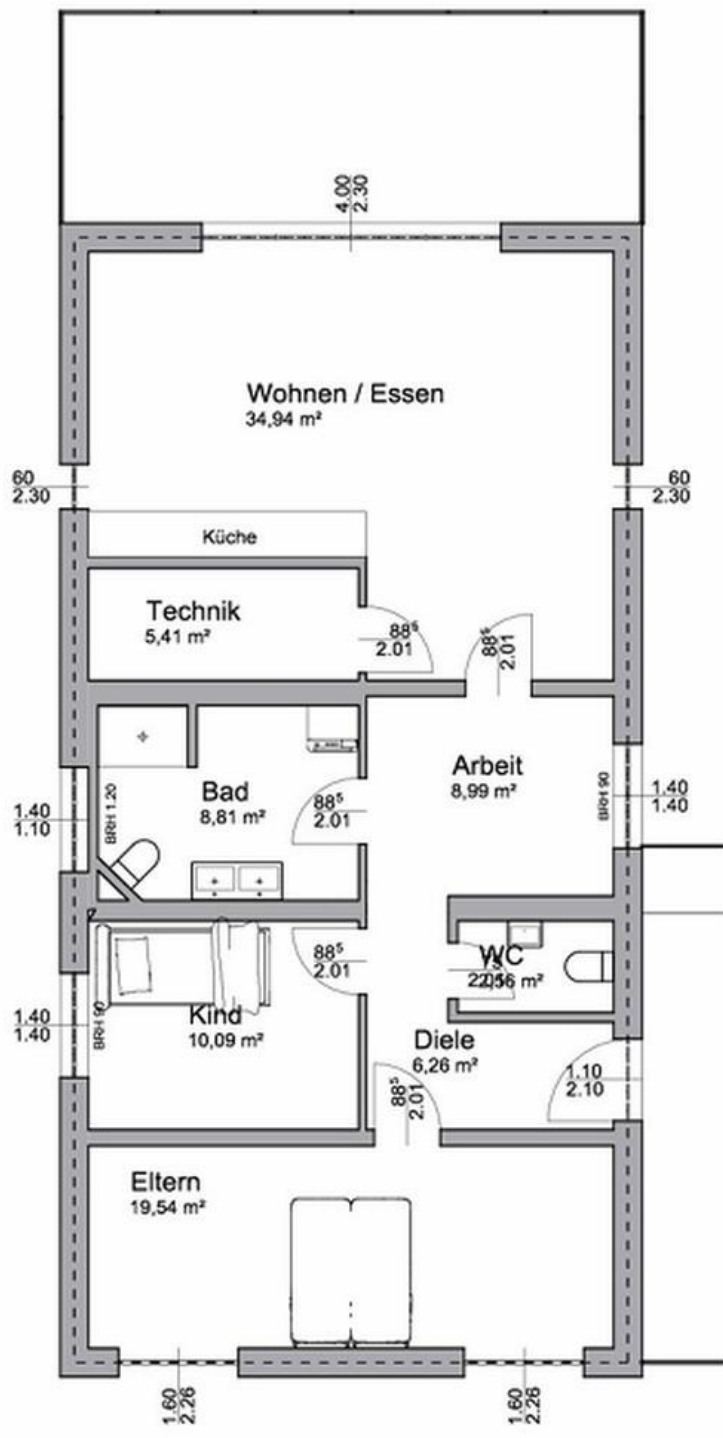 4.00
2.30
Wohnen / Essen
34,94 m²
60
2.30
60
2.30
Küche
Technik
5,41 m²
88⁵
2.01
88⁵
2.01
Arbeit
8,99 m²
BRH 90
1.40
1.40
Bad
8,81 m²
BRH 1.20
1.40
1.10
88⁵
2.01
88⁵
2.01
WC
2,56 m²
Kind
10,09 m²
BRH 90
1.40
1.40
Diele
6,26 m²
88⁵
2.01
1.10
2.10
Eltern
19,54 m²
1.60
2.26
1.60
2.26